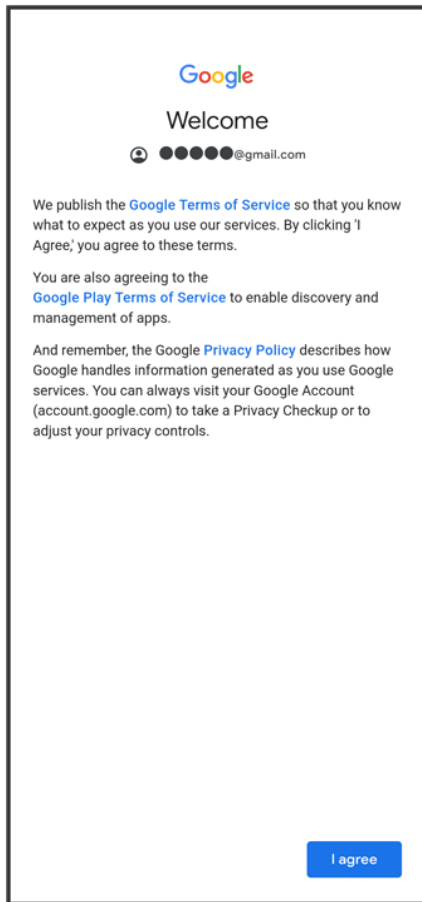 Google
Welcome
@gmail.com
We publish the Google Terms of Service so that you know
what to expect as you use our services. By clicking 'I
Agree,' you agree to these terms.
You are also agreeing to the
Google Play Terms of Service to enable discovery and
management of apps.
And remember, the Google Privacy Policy describes how
Google handles information generated as you use Google
services. You can always visit your Google Account
(account.google.com) to take a Privacy Checkup or to
adjust your privacy controls.
I agree